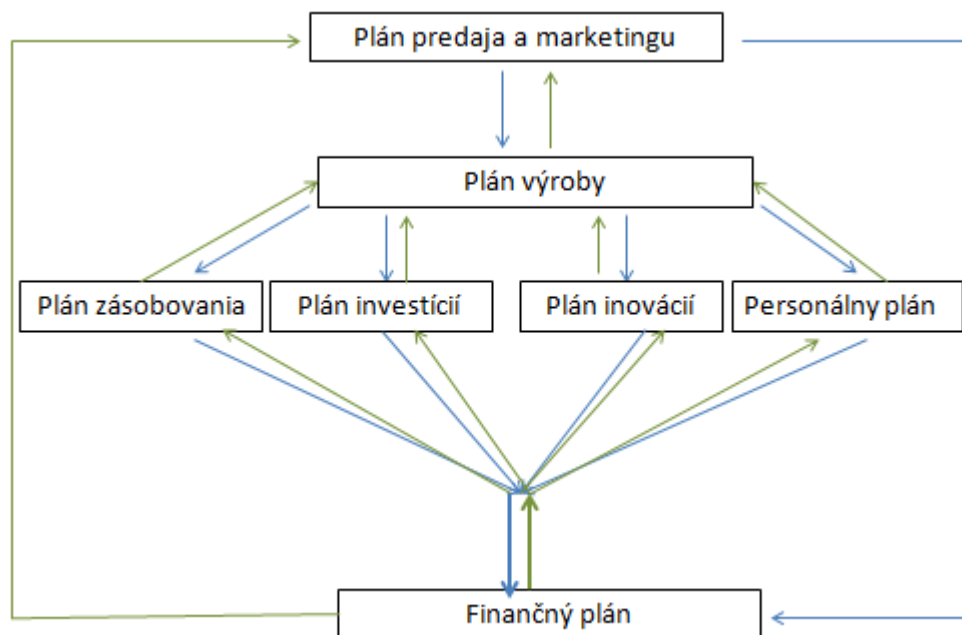 Plán predaja a marketingu
Plán výroby
Plán zásobovania
Plán investícií
Plán inovácií
Personálny plán
Finančný plán